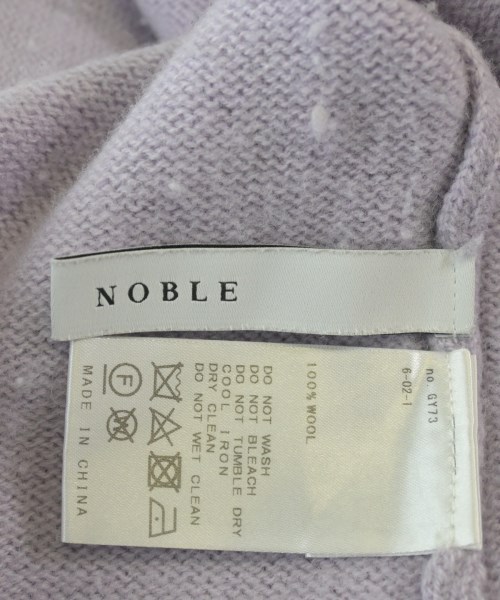 NOBLE
no GY73
6-02-1
100% WOOL
DO NOT WASH
DO NOT BLEACH
DO NOT TUMBLE DRY
COOL IRON
DRY CLEAN
DO NOT WET CLEAN
F
W
MADE IN CHINA